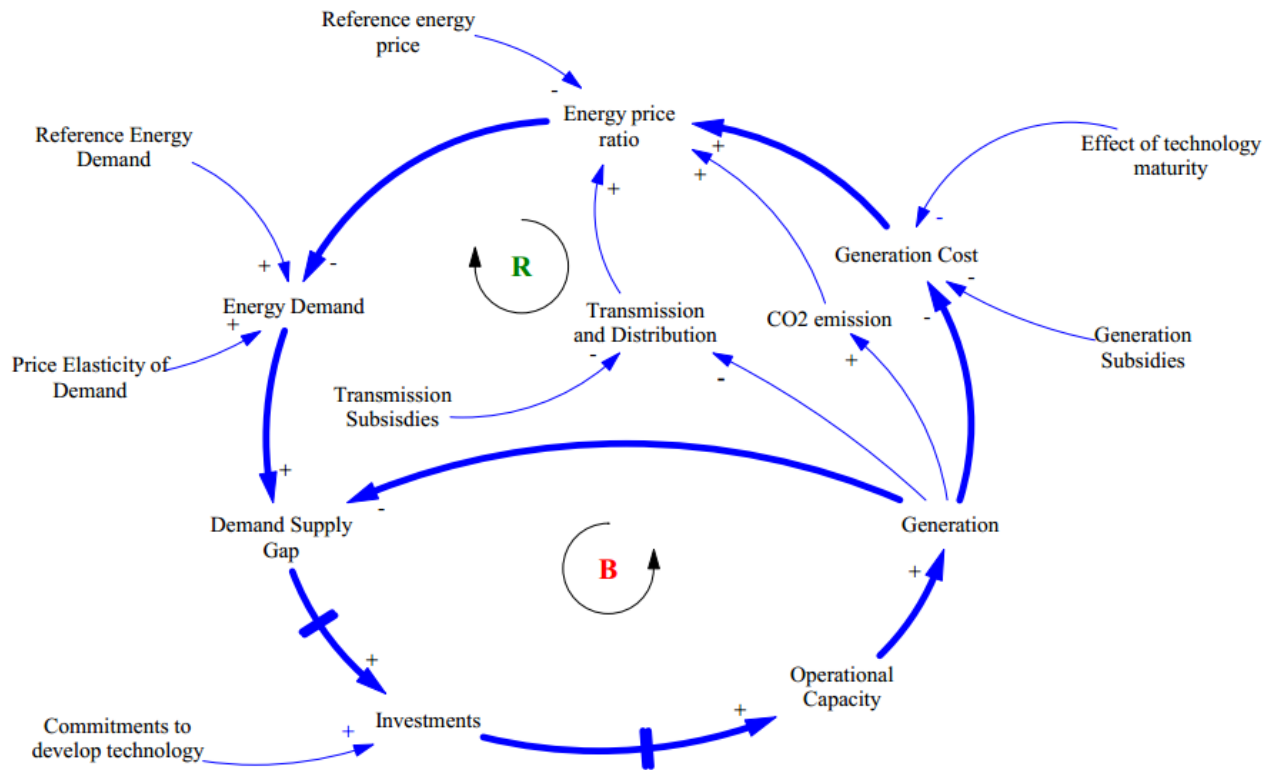 Reference energy
price
-
Energy price
ratio
Reference Energy
Demand
Effect of technology
maturity
+
+
+
-
R
+
-
Generation Cost
-
-
Energy Demand
+
Transmission
and Distribution
-
CO2 emission
+
-
Generation
Subsidies
Price Elasticity of
Demand
Transmission
Subsisdies
+
-
Demand Supply
Gap
Generation
B
+
+
Operational
Capacity
Investments
+
Commitments to
develop technology
+